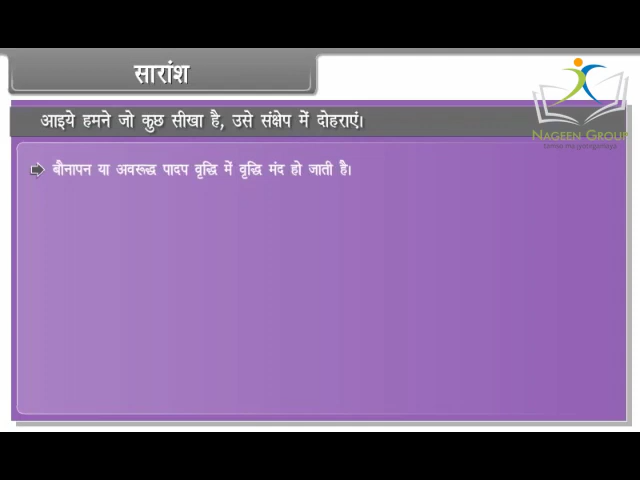 सारांश
आइये हमने जो कुछ सीखा है, उसे संक्षेप में दोहराएं।
NAGEEN GROUP
बौनापन या अवरूद्ध पादप वृद्धि में वृद्धि मंद हो जाती है।